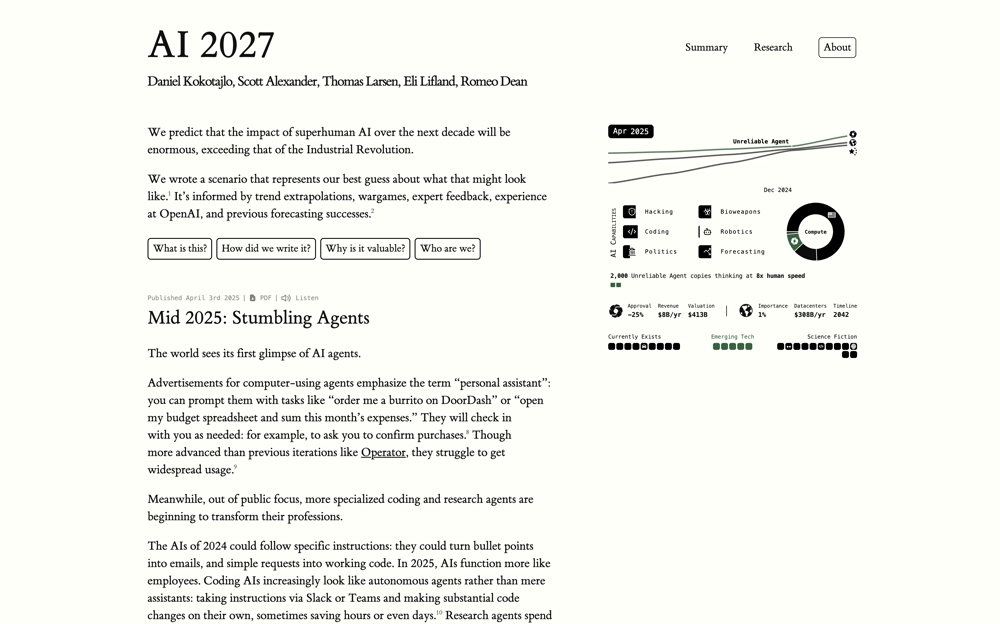 AI 2027
Summary
Research
About
Daniel Kokotajlo, Scott Alexander, Thomas Larsen, Eli Lifland, Romeo Dean
We predict that the impact of superhuman AI over the next decade will be
enormous, exceeding that of the Industrial Revolution.
We wrote a scenario that represents our best guess about what that might look
like.1 It’s informed by trend extrapolations, wargames, expert feedback, experience
at OpenAI, and previous forecasting successes.2
What is this?
How did we write it?
Why is it valuable?
Who are we?
Published April 3rd 2025 | PDF | Listen
Mid 2025: Stumbling Agents
The world sees its first glimpse of AI agents.
Advertisements for computer-using agents emphasize the term “personal assistant”:
you can prompt them with tasks like “order me a burrito on DoorDash” or “open
my budget spreadsheet and sum this month’s expenses.” They will check in
with you as needed: for example, to ask you to confirm purchases.8 Though
more advanced than previous iterations like Operator, they struggle to get
widespread usage.9
Meanwhile, out of public focus, more specialized coding and research agents are
beginning to transform their professions.
The AIs of 2024 could follow specific instructions: they could turn bullet points
into emails, and simple requests into working code. In 2025, AIs function more like
employees. Coding AIs increasingly look like autonomous agents rather than mere
assistants: taking instructions via Slack or Teams and making substantial code
changes on their own, sometimes saving hours or even days.10 Research agents spend
Apr 2025
Unreliable Agent
Dec 2024
AI Capabilities
Hacking
Bioweapons
Coding
Robotics
Politics
Forecasting
Compute
2,000 Unreliable Agent copies thinking at 8x human speed
Approval Revenue Valuation
-25% $8B/yr $413B
Importance Datacenters Timeline
1% $308B/yr 2042
Currently Exists
Emerging Tech
Science Fiction